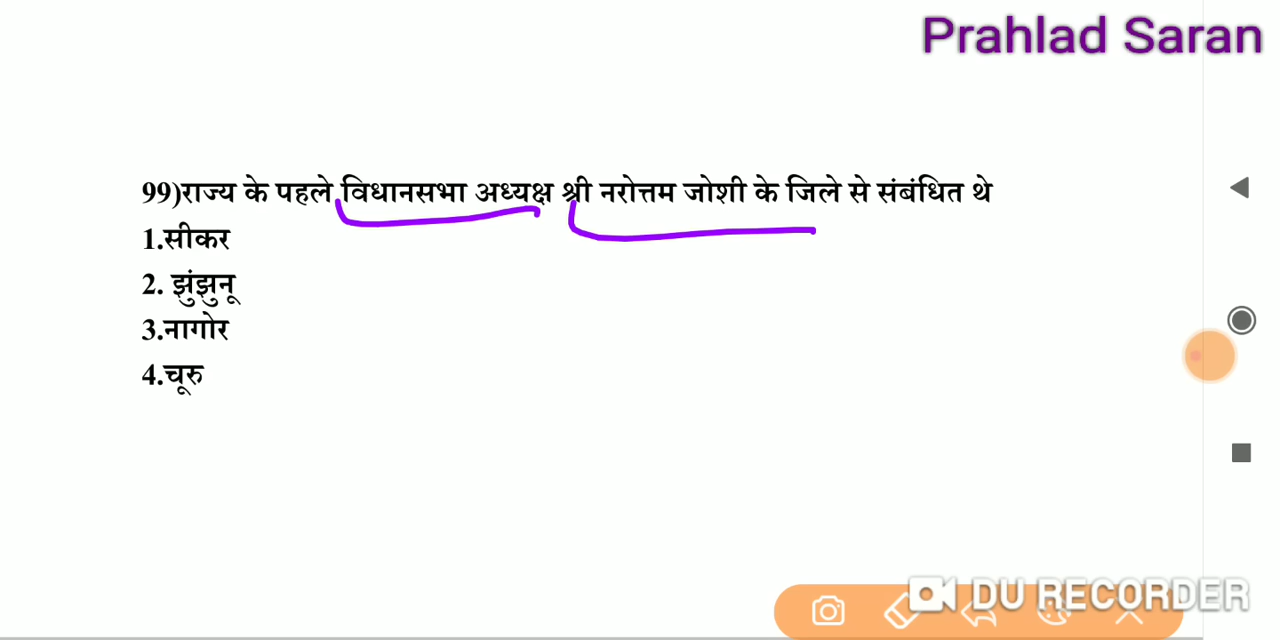 Prahlad Saran
99)राज्य के पहले विधानसभा अध्यक्ष श्री नरोत्तम जोशी के जिले से संबंधित थे
1.सीकर
2. झुंझुनू
3.नागोर
4.चूरु
DU RECORDER